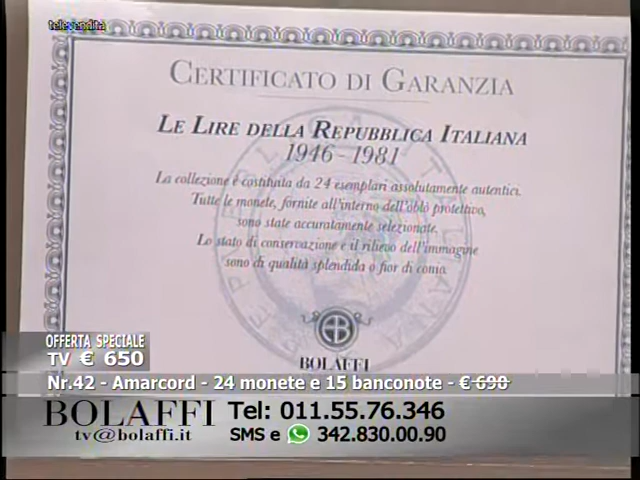 televendita
CERTIFICATO DI GARANZIA
LE LIRE DELLA REPUBBLICA ITALIANA
1946 - 1981
La collezione è costituita da 24 esemplari assolutamente autentici.
Tutte le monete, fornite all'interno dell'oblò protettivo,
sono state accuratamente selezionate.
Lo stato di conservazione e il rilievo dell'immagine
sono di qualità splendida o fior di conio.
BOLAFFI
OFFERTA SPECIALE
TV € 650
Nr.42 - Amarcord - 24 monete e 15 banconote - € 690
BOLAFFI Tel: 011.55.76.346
tv@bolaffi.it SMS e 342.830.00.90